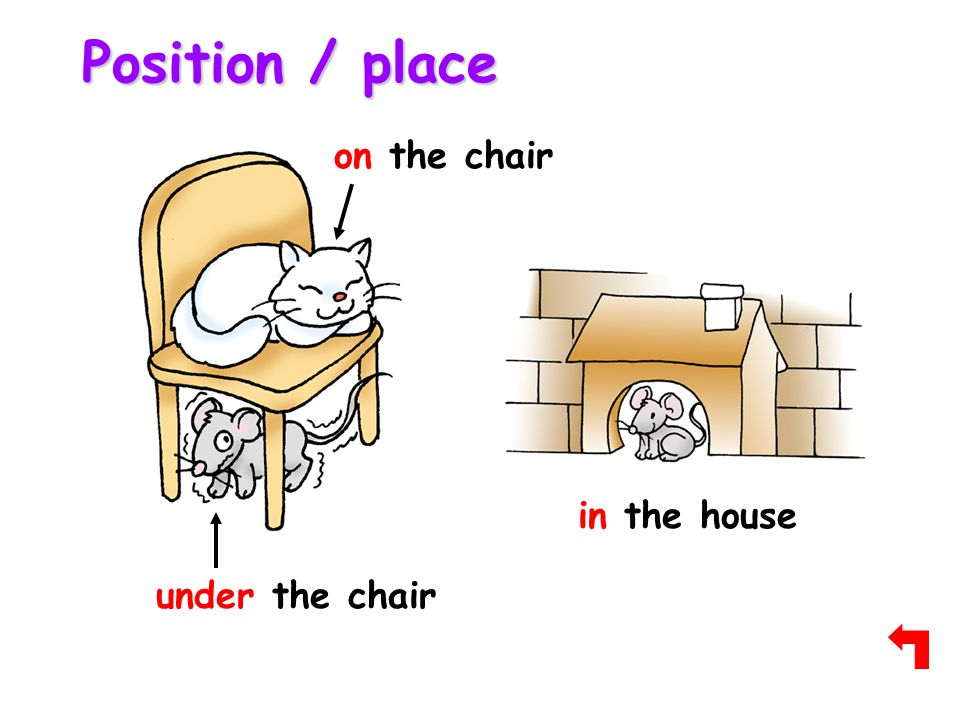 Position / place
on the chair
in the house
under the chair